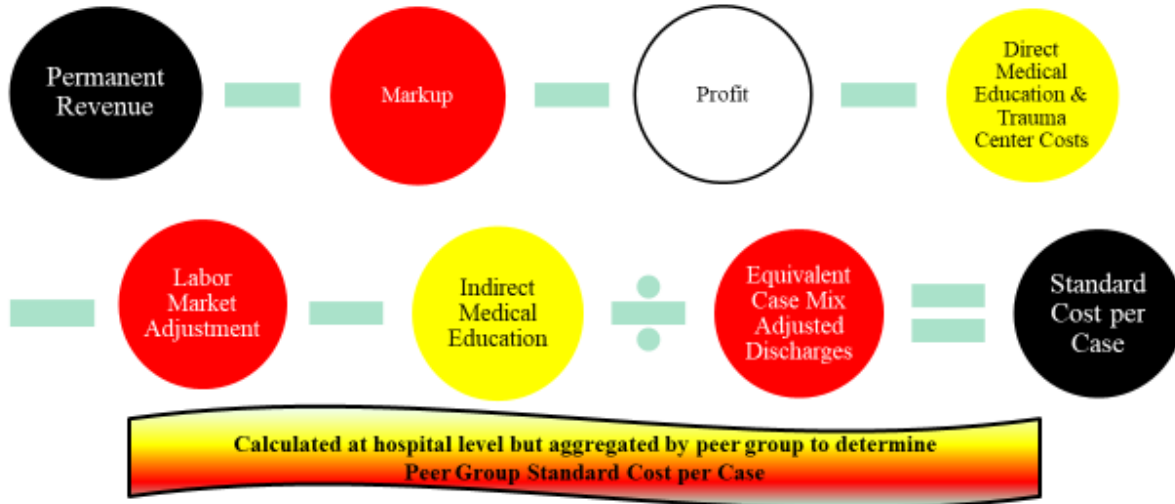 Permanent
Revenue
Markup
Profit
Direct
Medical
Education &
Trauma
Center Costs
Labor
Market
Adjustment
Indirect
Medical
Education
Equivalent
Case Mix
Adjusted
Discharges
Standard
Cost per
Case
Calculated at hospital level but aggregated by peer group to determine
Peer Group Standard Cost per Case